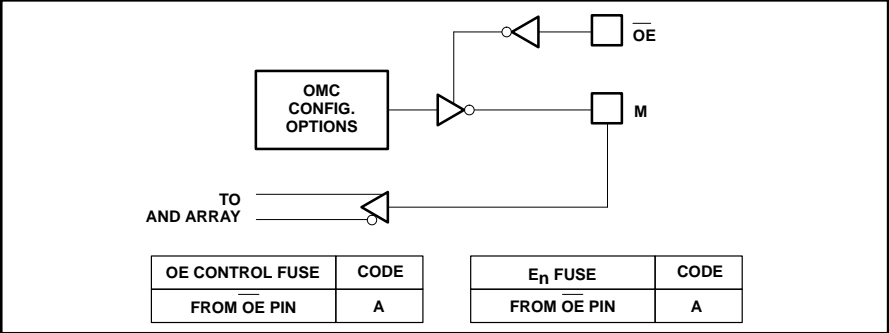 OE
OMC
CONFIG.
OPTIONS
M
TO
AND ARRAY
OE CONTROL FUSE CODE
FROM OE PIN A
En FUSE CODE
FROM OE PIN A